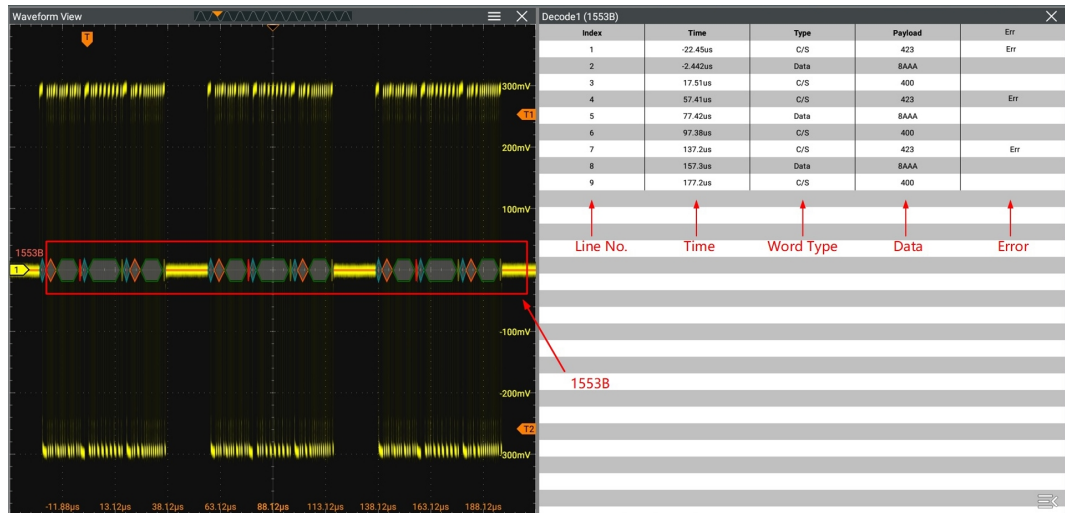 Waveform View
T
300mV
T1
200mV
100mV
1553B
1
-100mV
-200mV
T2
-300mV
-11.88µs 13.12µs 38.12µs 63.12µs 88.12µs 113.12µs 138.12µs 163.12µs 188.12µs
Decode1 (1553B)
Index Time Type Payload Err
1 -22.45us C/S 423 Err
2 -2.442us Data 8AAA
3 17.51us C/S 400
4 57.41us C/S 423 Err
5 77.42us Data 8AAA
6 97.38us C/S 400
7 137.2us C/S 423 Err
8 157.3us Data 8AAA
9 177.2us C/S 400
Line No. Time Word Type Data Error
1553B